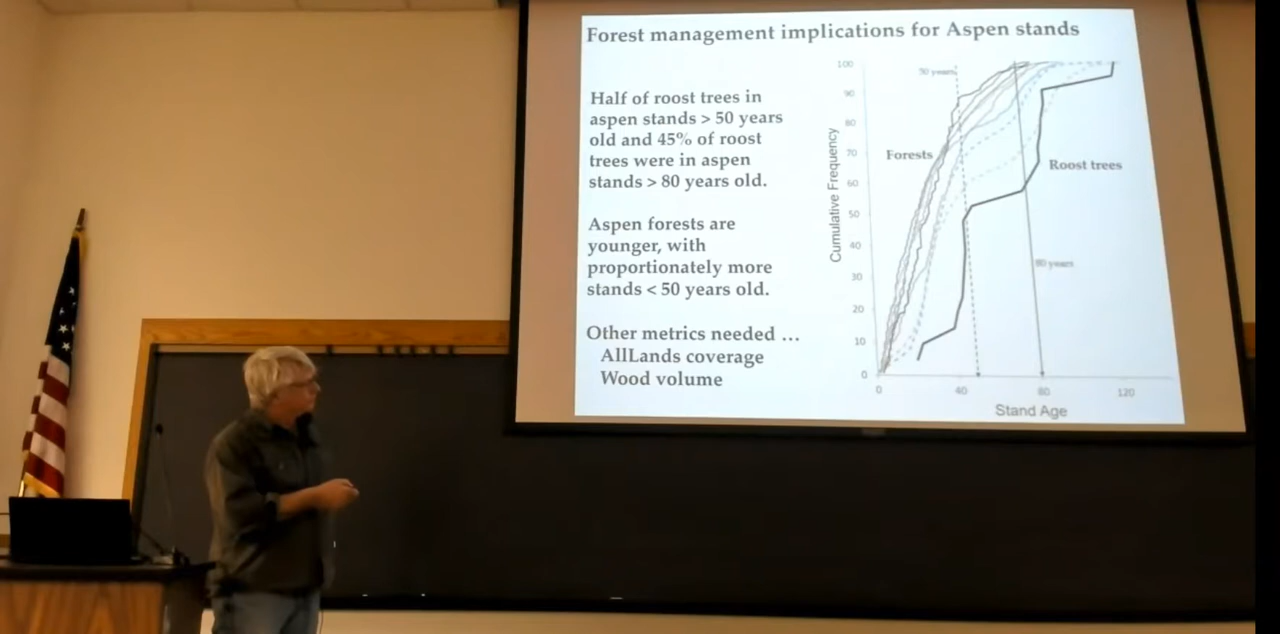 Forest management implications for Aspen stands
Half of roost trees in
aspen stands > 50 years
old and 45% of roost
trees were in aspen
stands > 80 years old.
Aspen forests are
younger, with
proportionately more
stands < 50 years old.
Other metrics needed ...
AllLands coverage
Wood volume
Cumulative Frequency
100
90
80
70
60
50
40
30
20
10
0
50 years
Forests
Roost trees
80 years
0
40
80
120
Stand Age